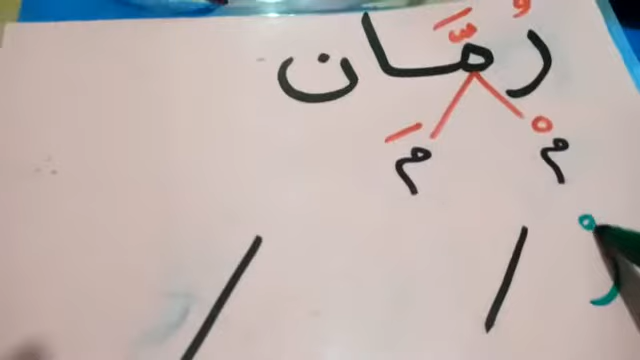 رُمَّان
مْ مَ
رُ / /